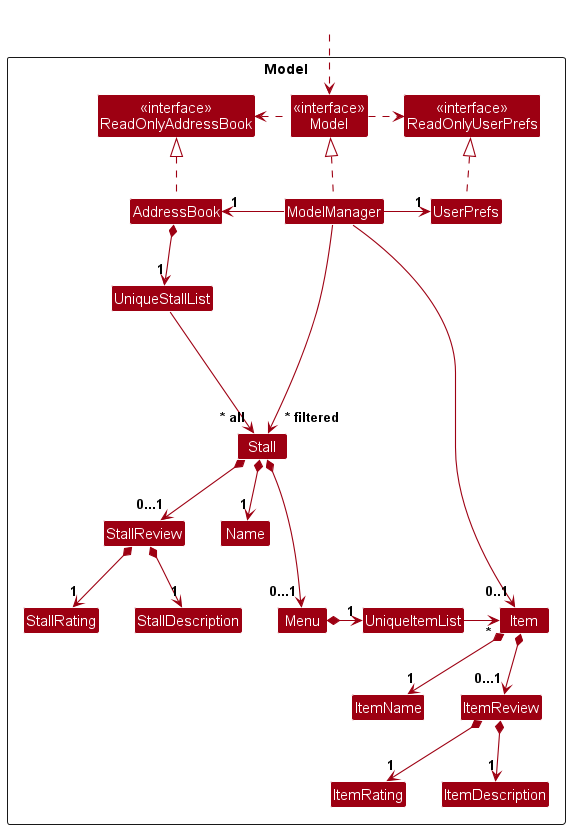 Model
«interface»
ReadOnlyAddressBook
«interface»
Model
«interface»
ReadOnlyUserPrefs
AddressBook
1
ModelManager
1
UserPrefs
1
UniqueStallList
* all
* filtered
Stall
0...1
1
StallReview
Name
1
1
0...1
0..1
StallRating
StallDescription
Menu
1
UniqueItemList
*
Item
1
0...1
ItemName
ItemReview
1
1
ItemRating
ItemDescription